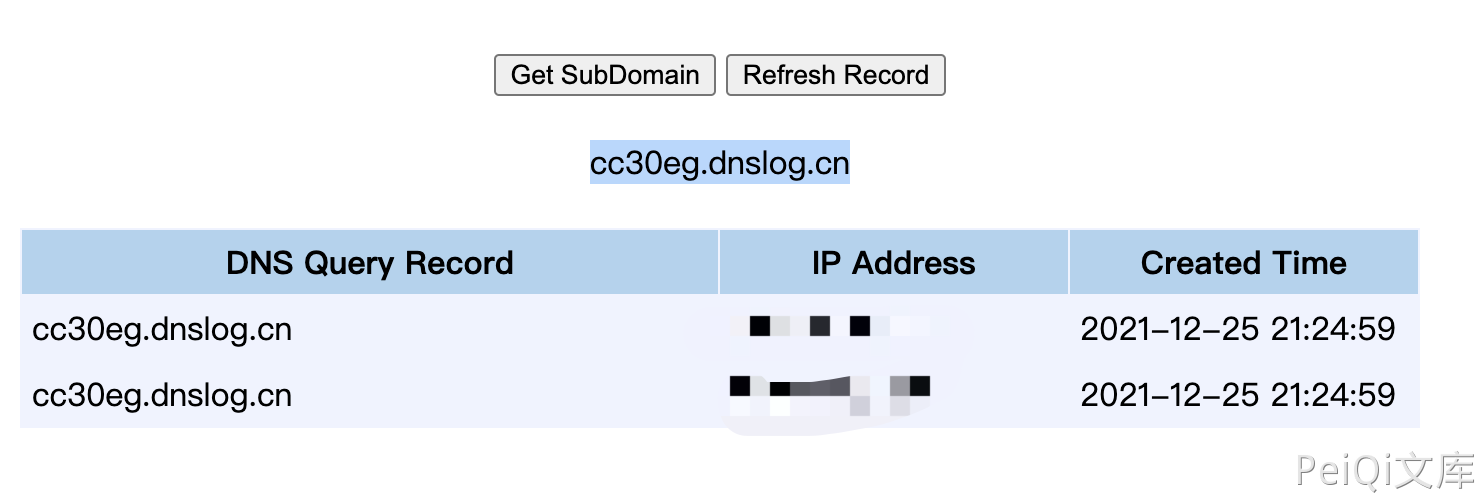 Get SubDomain Refresh Record
cc30eg.dnslog.cn
DNS Query Record IP Address Created Time
cc30eg.dnslog.cn 2021-12-25 21:24:59
cc30eg.dnslog.cn 2021-12-25 21:24:59
PeiQi文库